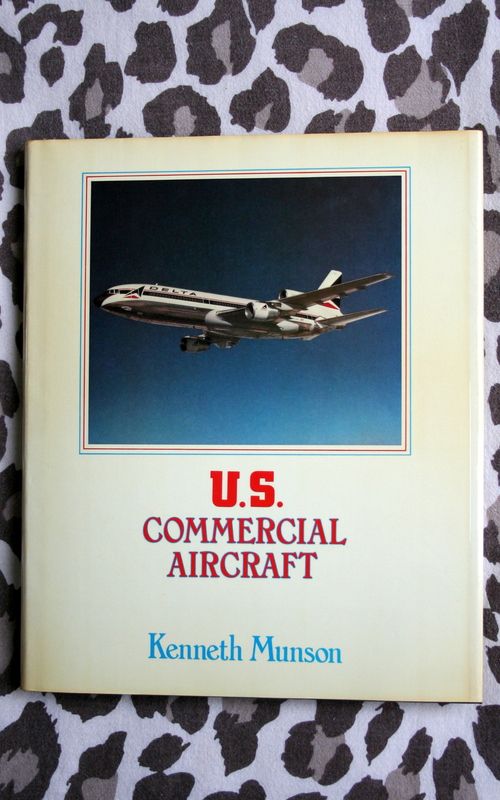 DELTA
U.S.
COMMERCIAL
AIRCRAFT
Kenneth Munson